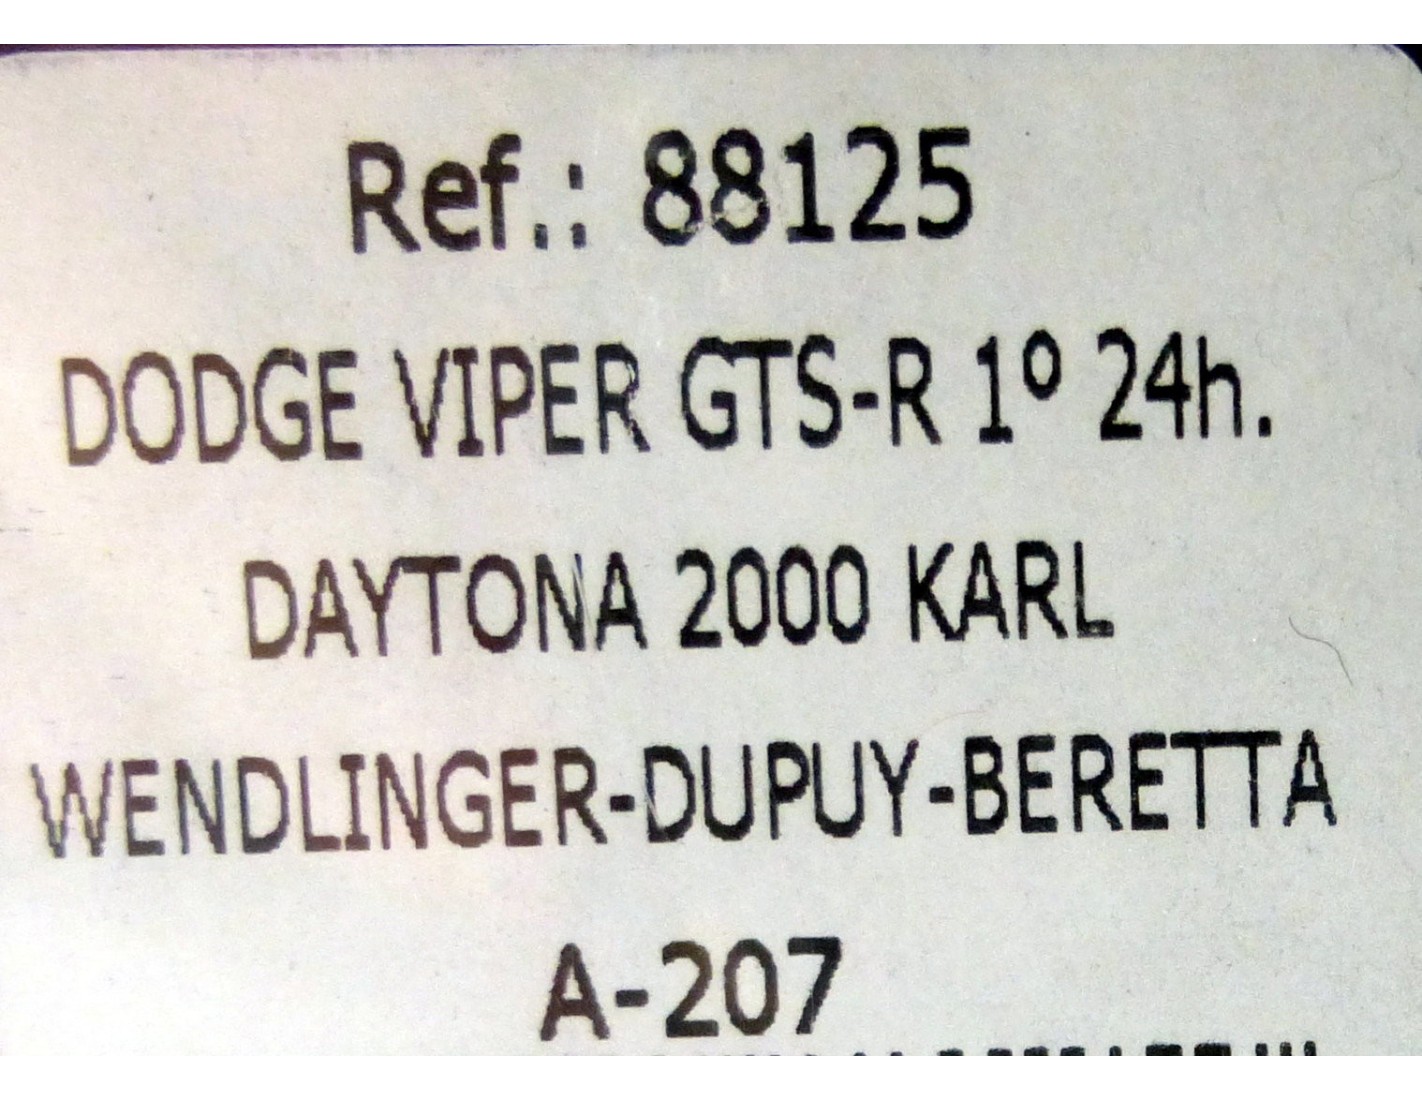 Ref.: 88125
DODGE VIPER GTS-R 1º 24h.
DAYTONA 2000 KARL
WENDLINGER-DUPUY-BERETTA
A-207